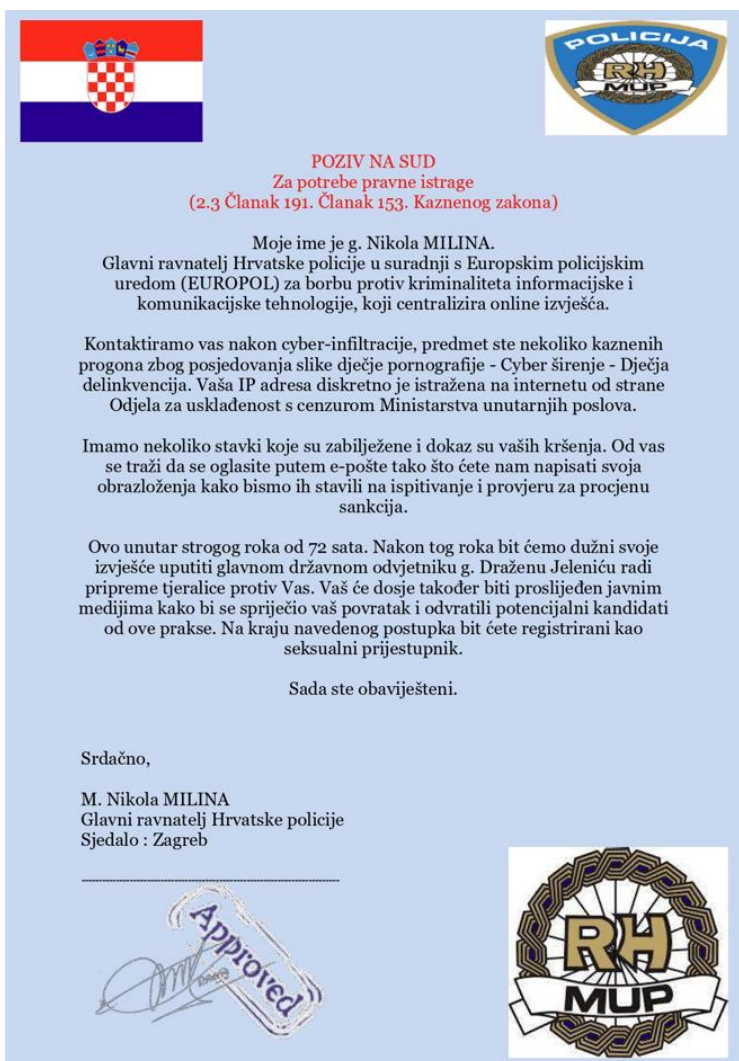 POLICIJA
RH
MUP
POZIV NA SUD
Za potrebe pravne istrage
(2.3 Članak 191. Članak 153. Kaznenog zakona)
Moje ime je g. Nikola MILINA.
Glavni ravnatelj Hrvatske policije u suradnji s Europskim policijskim
uredom (EUROPOL) za borbu protiv kriminaliteta informacijske i
komunikacijske tehnologije, koji centralizira online izvješća.
Kontaktiramo vas nakon cyber-infiltracije, predmet ste nekoliko kaznenih
progona zbog posjedovanja slike dječje pornografije - Cyber širenje - Dječja
delinkvencija. Vaša IP adresa diskretno je istražena na internetu od strane
Odjela za usklađenost s cenzurom Ministarstva unutarnjih poslova.
Imamo nekoliko stavki koje su zabilježene i dokaz su vaših kršenja. Od vas
se traži da se oglasite putem e-pošte tako što ćete nam napisati svoja
obrazloženja kako bismo ih stavili na ispitivanje i provjeru za procjenu
sankcija.
Ovo unutar strogog roka od 72 sata. Nakon tog roka bit ćemo dužni svoje
izvješće uputiti glavnom državnom odvjetniku g. Draženu Jeleniću radi
pripreme tjeralice protiv Vas. Vaš će dosje također biti proslijeđen javnim
medijima kako bi se spriječio vaš povratak i odvratili potencijalni kandidati
od ove prakse. Na kraju navedenog postupka bit ćete registrirani kao
seksualni prijestupnik.
Sada ste obaviješteni.
Srdačno,
M. Nikola MILINA
Glavni ravnatelj Hrvatske policije
Sjedalo : Zagreb
Approved
RH
MUP